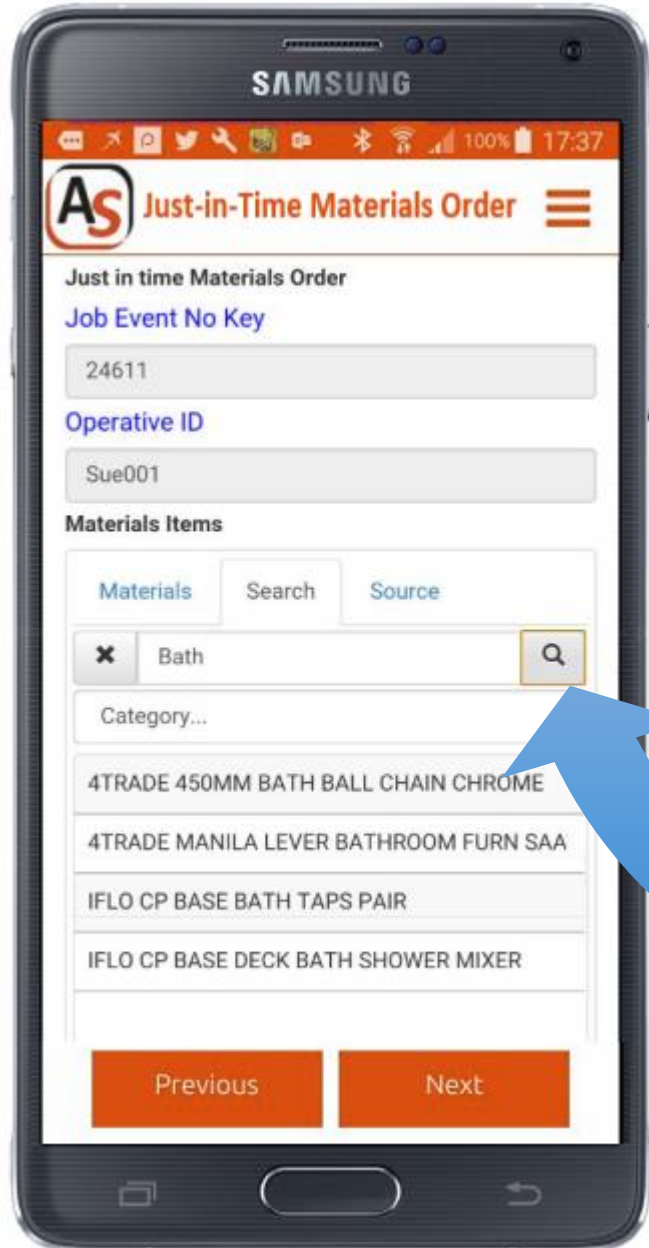 SAMSUNG
100% 17:37
AS Just-in-Time Materials Order
Just in time Materials Order
Job Event No Key
24611
Operative ID
Sue001
Materials Items
Materials Search Source
Bath
Category...
4TRADE 450MM BATH BALL CHAIN CHROME
4TRADE MANILA LEVER BATHROOM FURN SAA
IFLO CP BASE BATH TAPS PAIR
IFLO CP BASE DECK BATH SHOWER MIXER
Previous Next